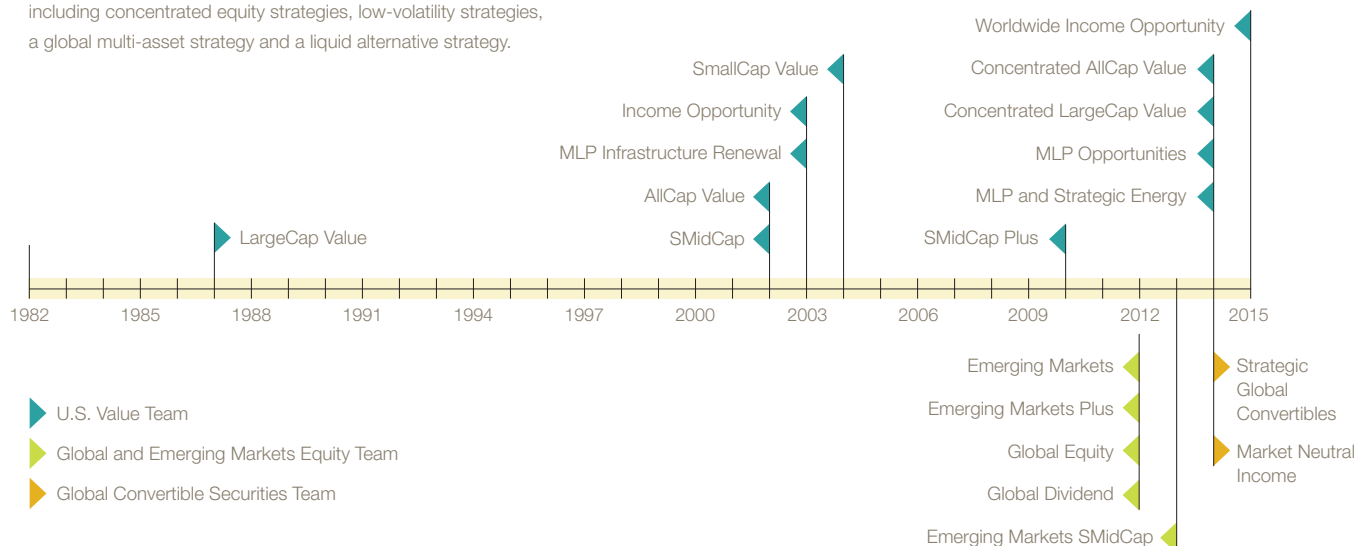 including concentrated equity strategies, low-volatility strategies,
a global multi-asset strategy and a liquid alternative strategy.
Worldwide Income Opportunity
SmallCap Value
Concentrated AllCap Value
Income Opportunity
Concentrated LargeCap Value
MLP Infrastructure Renewal
MLP Opportunities
AllCap Value
MLP and Strategic Energy
LargeCap Value
SMidCap
SMidCap Plus
1982 1985 1988 1991 1994 1997 2000 2003 2006 2009 2012 2015
Emerging Markets
Emerging Markets Plus
Global Equity
Global Dividend
Emerging Markets SMidCap
Strategic
Global
Convertibles
Market Neutral
Income
U.S. Value Team
Global and Emerging Markets Equity Team
Global Convertible Securities Team